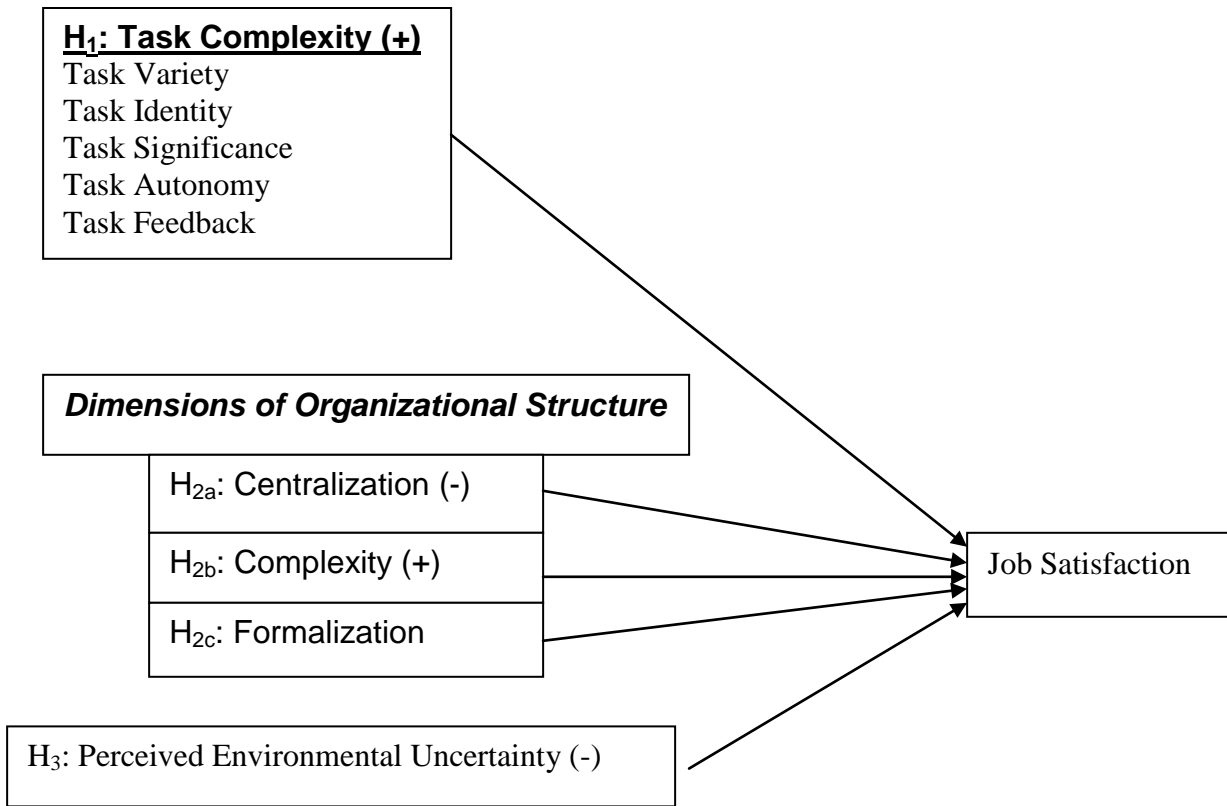 H₁: Task Complexity (+)
Task Variety
Task Identity
Task Significance
Task Autonomy
Task Feedback
Dimensions of Organizational Structure
H₂ₐ: Centralization (-)
H₂b: Complexity (+)
H₂c: Formalization
Job Satisfaction
H₃: Perceived Environmental Uncertainty (-)